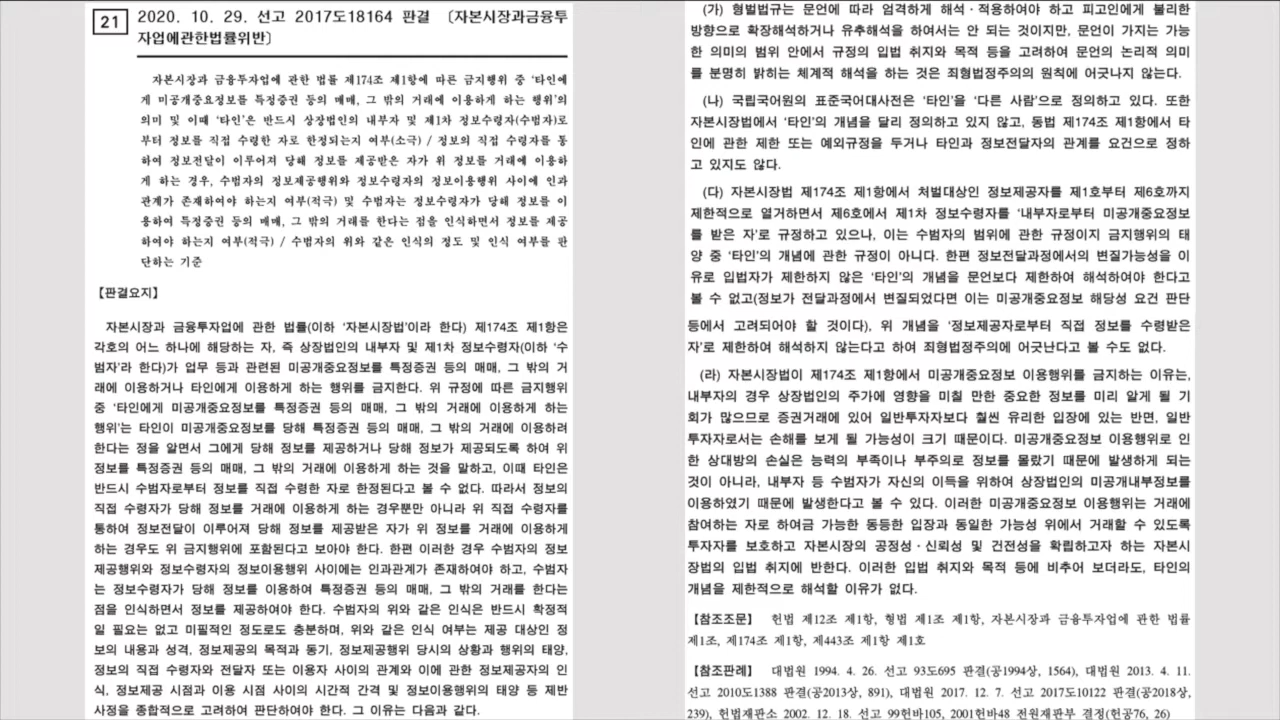 21
2020. 10. 29. 선고 2017도18164 판결 〔자본시장과금융투
자업에관한법률위반〕
자본시장과 금융투자업에 관한 법률 제174조 제1항에 따른 금지행위 중 '타인에
게 미공개중요정보를 특정증권 등의 매매, 그 밖의 거래에 이용하게 하는 행위'의
의미 및 이때 '타인'은 반드시 상장법인의 내부자 및 제1차 정보수령자(수범자)로
부터 정보를 직접 수령한 자로 한정되는지 여부(소극) / 정보의 직접 수령자를 통
하여 정보전달이 이루어져 당해 정보를 제공받은 자가 위 정보를 거래에 이용하
게 하는 경우, 수범자의 정보제공행위와 정보수령자의 정보이용행위 사이에 인과
관계가 존재하여야 하는지 여부(적극) 및 수범자는 정보수령자가 당해 정보를 이
용하여 특정증권 등의 매매, 그 밖의 거래를 한다는 점을 인식하면서 정보를 제공
하여야 하는지 여부(적극) / 수범자의 위와 같은 인식의 정도 및 인식 여부를 판
단하는 기준
【판결요지】
자본시장과 금융투자업에 관한 법률(이하 '자본시장법'이라 한다) 제174조 제1항은
각호의 어느 하나에 해당하는 자, 즉 상장법인의 내부자 및 제1차 정보수령자(이하 '수
범자'라 한다)가 업무 등과 관련된 미공개중요정보를 특정증권 등의 매매, 그 밖의 거
래에 이용하거나 타인에게 이용하게 하는 행위를 금지한다. 위 규정에 따른 금지행위
중 '타인에게 미공개중요정보를 특정증권 등의 매매, 그 밖의 거래에 이용하게 하는
행위'는 타인이 미공개중요정보를 당해 특정증권 등의 매매, 그 밖의 거래에 이용하려
한다는 정을 알면서 그에게 당해 정보를 제공하거나 당해 정보가 제공되도록 하여 위
정보를 특정증권 등의 매매, 그 밖의 거래에 이용하게 하는 것을 말하고, 이때 타인은
반드시 수범자로부터 정보를 직접 수령한 자로 한정된다고 볼 수 없다. 따라서 정보의
직접 수령자가 당해 정보를 거래에 이용하게 하는 경우뿐만 아니라 위 직접 수령자를
통하여 정보전달이 이루어져 당해 정보를 제공받은 자가 위 정보를 거래에 이용하게
하는 경우도 위 금지행위에 포함된다고 보아야 한다. 한편 이러한 경우 수범자의 정보
제공행위와 정보수령자의 정보이용행위 사이에는 인과관계가 존재하여야 하고, 수범자
는 정보수령자가 당해 정보를 이용하여 특정증권 등의 매매, 그 밖의 거래를 한다는
점을 인식하면서 정보를 제공하여야 한다. 수범자의 위와 같은 인식은 반드시 확정적
일 필요는 없고 미필적인 정도로도 충분하며, 위와 같은 인식 여부는 제공 대상인 정
보의 내용과 성격, 정보제공의 목적과 동기, 정보제공행위 당시의 상황과 행위의 태양,
정보의 직접 수령자와 전달자 또는 이용자 사이의 관계와 이에 관한 정보제공자의 인
식, 정보제공 시점과 이용 시점 사이의 시간적 간격 및 정보이용행위의 태양 등 제반
사정을 종합적으로 고려하여 판단하여야 한다. 그 이유는 다음과 같다.
(가) 형벌법규는 문언에 따라 엄격하게 해석·적용하여야 하고 피고인에게 불리한
방향으로 확장해석하거나 유추해석을 하여서는 안 되는 것이지만, 문언이 가지는 가능
한 의미의 범위 안에서 규정의 입법 취지와 목적 등을 고려하여 문언의 논리적 의미
를 분명히 밝히는 체계적 해석을 하는 것은 죄형법정주의의 원칙에 어긋나지 않는다.
(나) 국립국어원의 표준국어대사전은 '타인'을 '다른 사람'으로 정의하고 있다. 또한
자본시장법에서 '타인'의 개념을 달리 정의하고 있지 않고, 동법 제174조 제1항에서 타
인에 관한 제한 또는 예외규정을 두거나 타인과 정보전달자의 관계를 요건으로 정하
고 있지도 않다.
(다) 자본시장법 제174조 제1항에서 처벌대상인 정보제공자를 제1호부터 제6호까지
제한적으로 열거하면서 제6호에서 제1차 정보수령자를 '내부자로부터 미공개중요정보
를 받은 자'로 규정하고 있으나, 이는 수범자의 범위에 관한 규정이지 금지행위의 태
양 중 '타인'의 개념에 관한 규정이 아니다. 한편 정보전달과정에서의 변질가능성을 이
유로 입법자가 제한하지 않은 '타인'의 개념을 문언보다 제한하여 해석하여야 한다고
볼 수 없고(정보가 전달과정에서 변질되었다면 이는 미공개중요정보 해당성 요건 판단
등에서 고려되어야 할 것이다), 위 개념을 '정보제공자로부터 직접 정보를 수령받은
자'로 제한하여 해석하지 않는다고 하여 죄형법정주의에 어긋난다고 볼 수도 없다.
(라) 자본시장법이 제174조 제1항에서 미공개중요정보 이용행위를 금지하는 이유는,
내부자의 경우 상장법인의 주가에 영향을 미칠 만한 중요한 정보를 미리 알게 될 기
회가 많으므로 증권거래에 있어 일반투자자보다 훨씬 유리한 입장에 있는 반면, 일반
투자자로서는 손해를 보게 될 가능성이 크기 때문이다. 미공개중요정보 이용행위로 인
한 상대방의 손실은 능력의 부족이나 부주의로 정보를 몰랐기 때문에 발생하게 되는
것이 아니라, 내부자 등 수범자가 자신의 이득을 위하여 상장법인의 미공개내부정보를
이용하였기 때문에 발생한다고 볼 수 있다. 이러한 미공개중요정보 이용행위는 거래에
참여하는 자로 하여금 가능한 동등한 입장과 동일한 가능성 위에서 거래할 수 있도록
투자자를 보호하고 자본시장의 공정성·신뢰성 및 건전성을 확립하고자 하는 자본시
장법의 입법 취지에 반한다. 이러한 입법 취지와 목적 등에 비추어 보더라도, 타인의
개념을 제한적으로 해석할 이유가 없다.
【참조조문】 헌법 제12조 제1항, 형법 제1조 제1항, 자본시장과 금융투자업에 관한 법률
제1조, 제174조 제1항, 제443조 제1항 제1호
【참조판례】 대법원 1994. 4. 26. 선고 93도695 판결(공1994상, 1564), 대법원 2013. 4. 11.
선고 2010도1388 판결(공2013상, 891), 대법원 2017. 12. 7. 선고 2017도10122 판결(공2018상,
239), 헌법재판소 2002. 12. 18. 선고 99헌바105, 2001헌바48 전원재판부 결정(헌공76, 26)